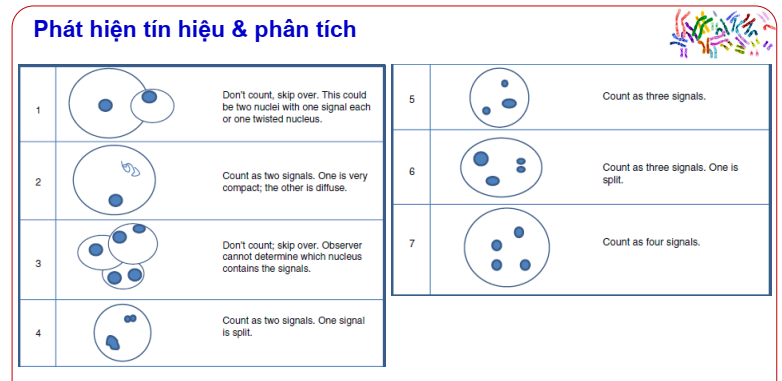 Phát hiện tín hiệu & phân tích
1
Don't count, skip over. This could
be two nuclei with one signal each
or one twisted nucleus.
2
Count as two signals. One is very
compact; the other is diffuse.
3
Don't count; skip over. Observer
cannot determine which nucleus
contains the signals.
4
Count as two signals. One signal
is split.
5
Count as three signals.
6
Count as three signals. One is
split.
7
Count as four signals.